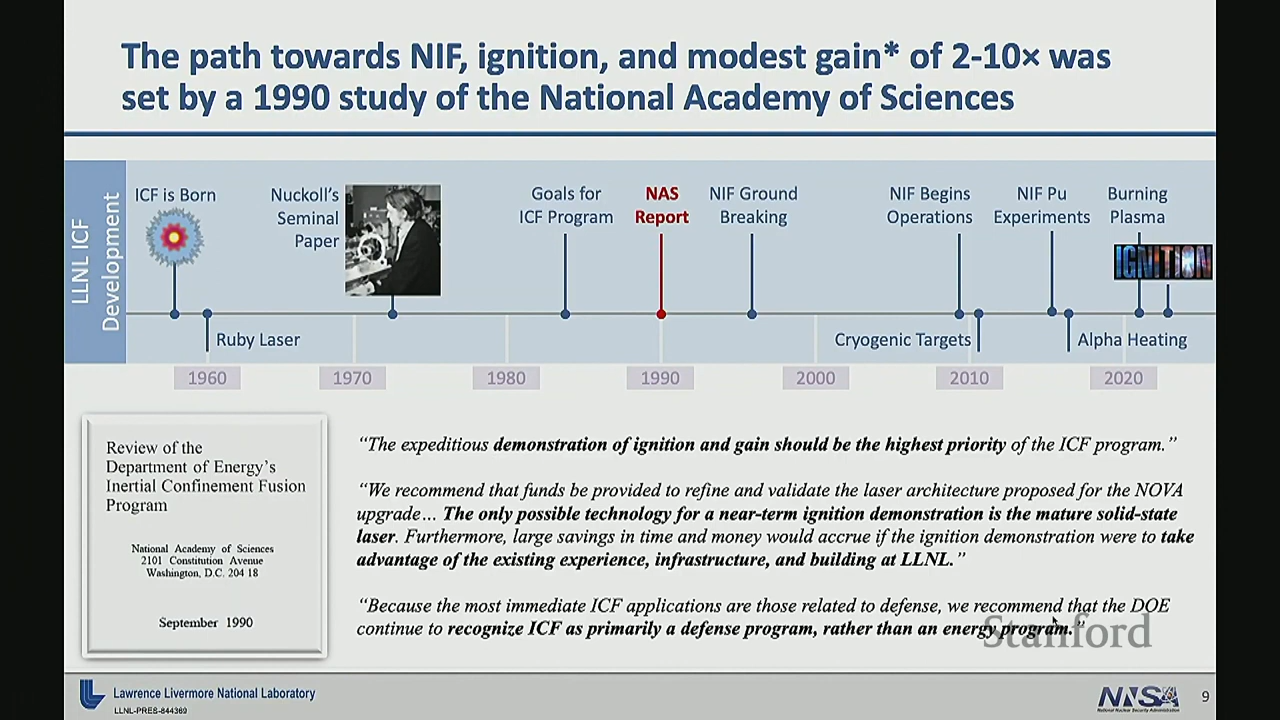 The path towards NIF, ignition, and modest gain* of 2-10× was
set by a 1990 study of the National Academy of Sciences
LLNL ICF
Development
ICF is Born
Nuckoll’s
Seminal
Paper
Goals for
ICF Program
NAS
Report
NIF Ground
Breaking
NIF Begins
Operations
NIF Pu
Experiments
Burning
Plasma
IGNITION
Ruby Laser
Cryogenic Targets
Alpha Heating
1960
1970
1980
1990
2000
2010
2020
Review of the
Department of Energy’s
Inertial Confinement Fusion
Program
National Academy of Sciences
2101 Constitution Avenue
Washington, D.C. 204 18
September 1990
“The expeditious demonstration of ignition and gain should be the highest priority of the ICF program.”
“We recommend that funds be provided to refine and validate the laser architecture proposed for the NOVA
upgrade… The only possible technology for a near-term ignition demonstration is the mature solid-state
laser. Furthermore, large savings in time and money would accrue if the ignition demonstration were to take
advantage of the existing experience, infrastructure, and building at LLNL.”
“Because the most immediate ICF applications are those related to defense, we recommend that the DOE
continue to recognize ICF as primarily a defense program, rather than an energy program.”
Stanford
Lawrence Livermore National Laboratory
LLNL-PRES-844369
NNSA
National Nuclear Security Administration
9